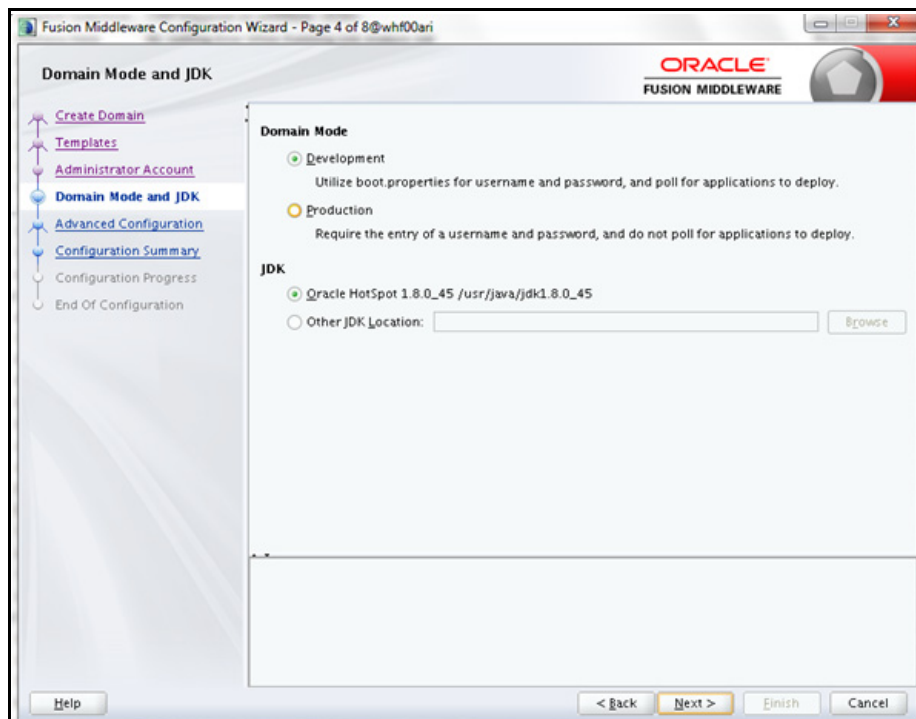 Fusion Middleware Configuration Wizard - Page 4 of 8@whf00ari
Domain Mode and JDK
ORACLE
FUSION MIDDLEWARE
Create Domain
Templates
Administrator Account
Domain Mode and JDK
Advanced Configuration
Configuration Summary
Configuration Progress
End Of Configuration
Domain Mode
Development
Utilize boot.properties for username and password, and poll for applications to deploy.
Production
Require the entry of a username and password, and do not poll for applications to deploy.
JDK
Oracle HotSpot 1.8.0_45 /usr/java/jdk1.8.0_45
Other JDK Location:
Browse
Help
< Back
Next >
Finish
Cancel